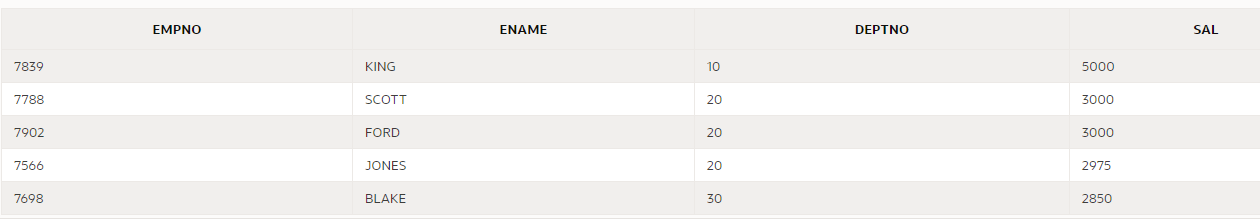 EMPNO ENAME DEPTNO SAL
7839 KING 10 5000
7788 SCOTT 20 3000
7902 FORD 20 3000
7566 JONES 20 2975
7698 BLAKE 30 2850